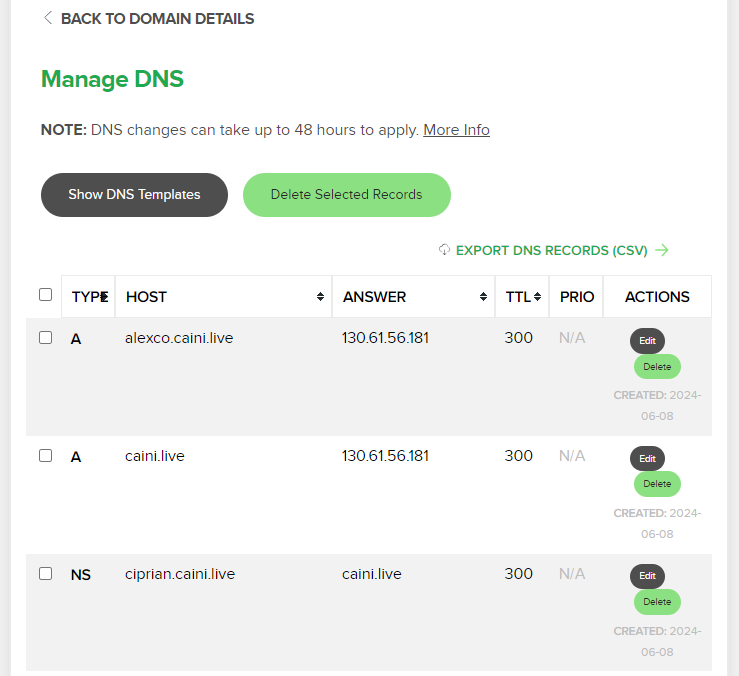 BACK TO DOMAIN DETAILS
Manage DNS
NOTE: DNS changes can take up to 48 hours to apply. More Info
Show DNS Templates Delete Selected Records
EXPORT DNS RECORDS (CSV)
TYPE HOST ANSWER TTL PRIO ACTIONS
A alexco.caini.live 130.61.56.181 300 N/A Edit
Delete
CREATED: 2024-
06-08
A caini.live 130.61.56.181 300 N/A Edit
Delete
CREATED: 2024-
06-08
NS ciprian.caini.live caini.live 300 N/A Edit
Delete
CREATED: 2024-
06-08